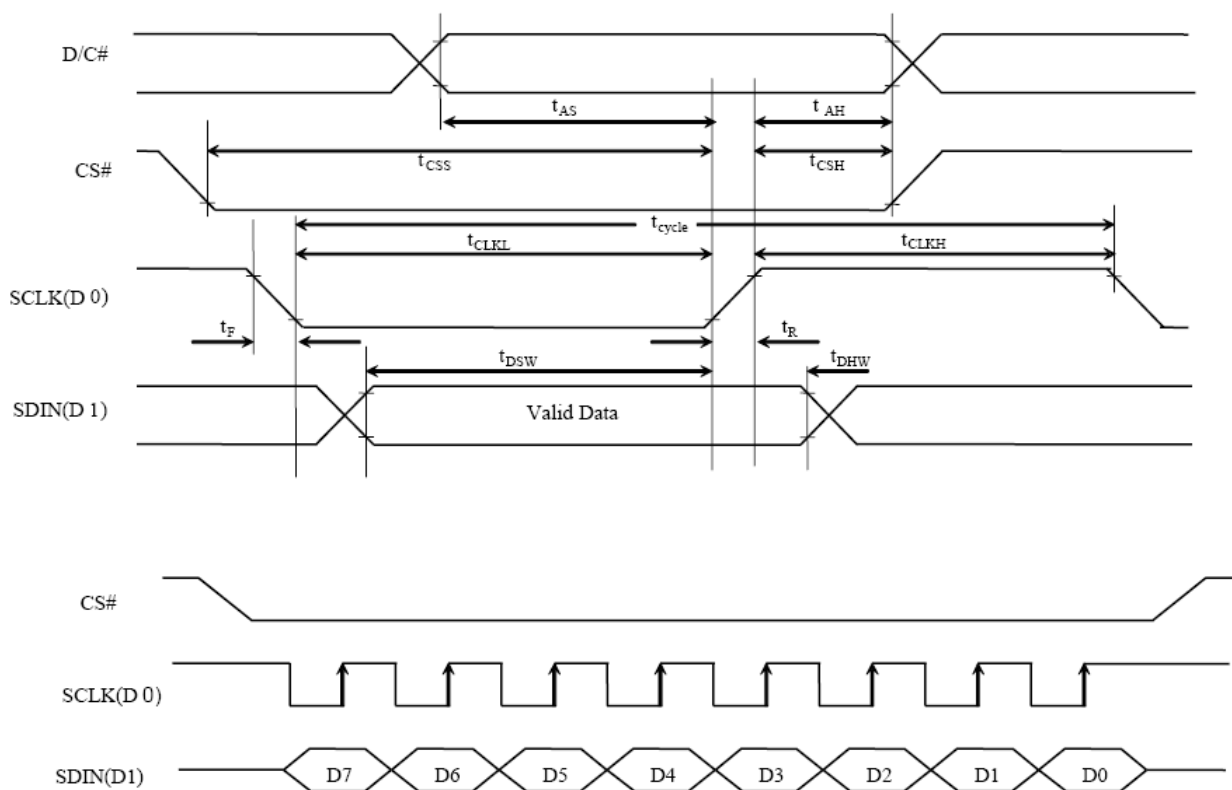 D/C#
tAS
t AH
CS#
tCSS
tCSH
tcycle
tCLKL
tCLKH
SCLK(D 0)
tF
tR
tDSW
tDHW
SDIN(D 1)
Valid Data
CS#
SCLK(D 0)
SDIN(D1)
D7 D6 D5 D4 D3 D2 D1 D0